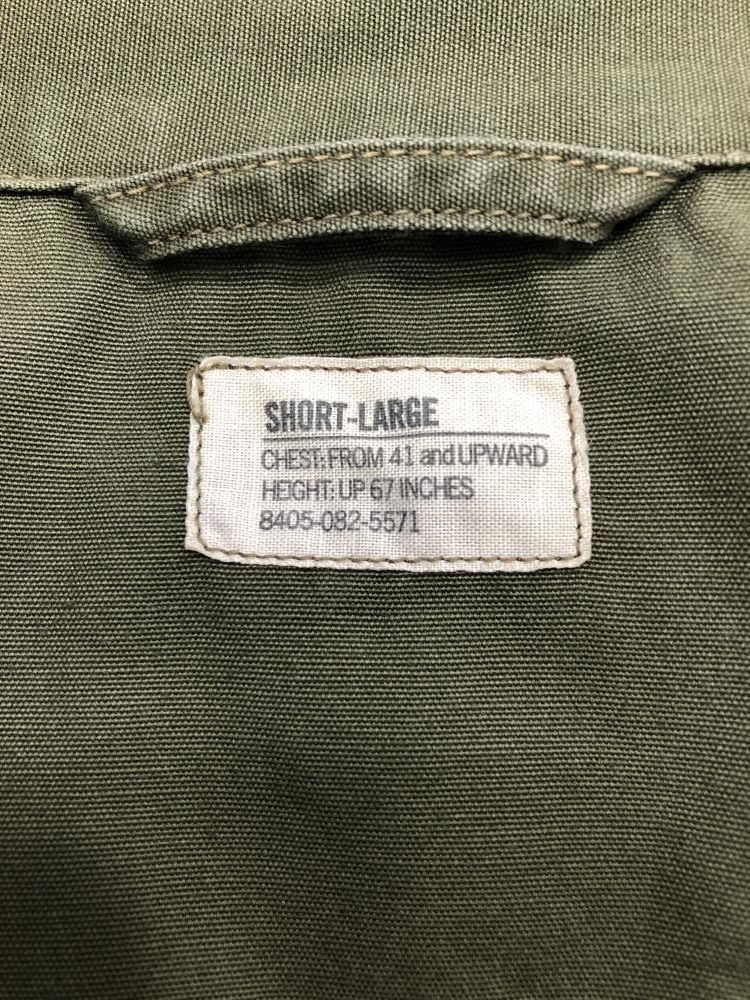 SHORT-LARGE
CHEST: FROM 41 and UPWARD
HEIGHT: UP 67 INCHES
8405-082-5571